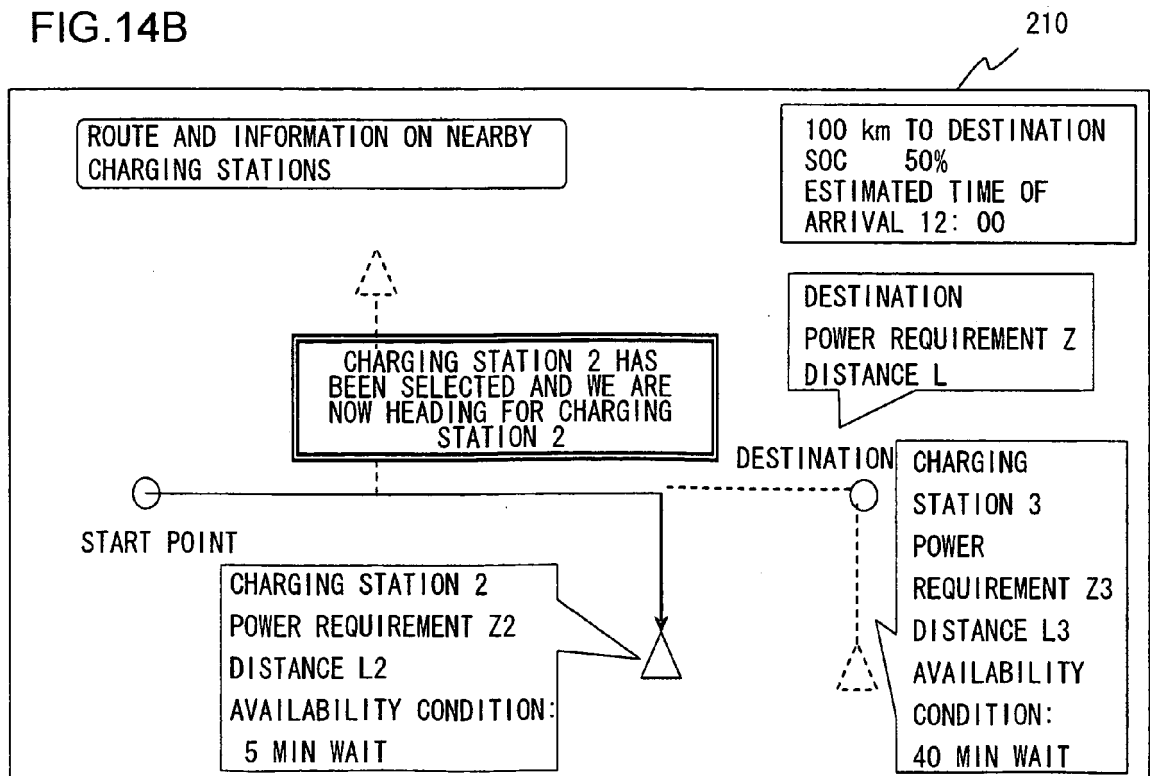 FIG.14B
210
ROUTE AND INFORMATION ON NEARBY
CHARGING STATIONS
100 km TO DESTINATION
SOC 50%
ESTIMATED TIME OF
ARRIVAL 12: 00
DESTINATION
POWER REQUIREMENT Z
DISTANCE L
CHARGING STATION 2 HAS
BEEN SELECTED AND WE ARE
NOW HEADING FOR CHARGING
STATION 2
DESTINATION
START POINT
CHARGING
STATION 3
POWER
REQUIREMENT Z3
DISTANCE L3
AVAILABILITY
CONDITION:
40 MIN WAIT
CHARGING STATION 2
POWER REQUIREMENT Z2
DISTANCE L2
AVAILABILITY CONDITION:
5 MIN WAIT